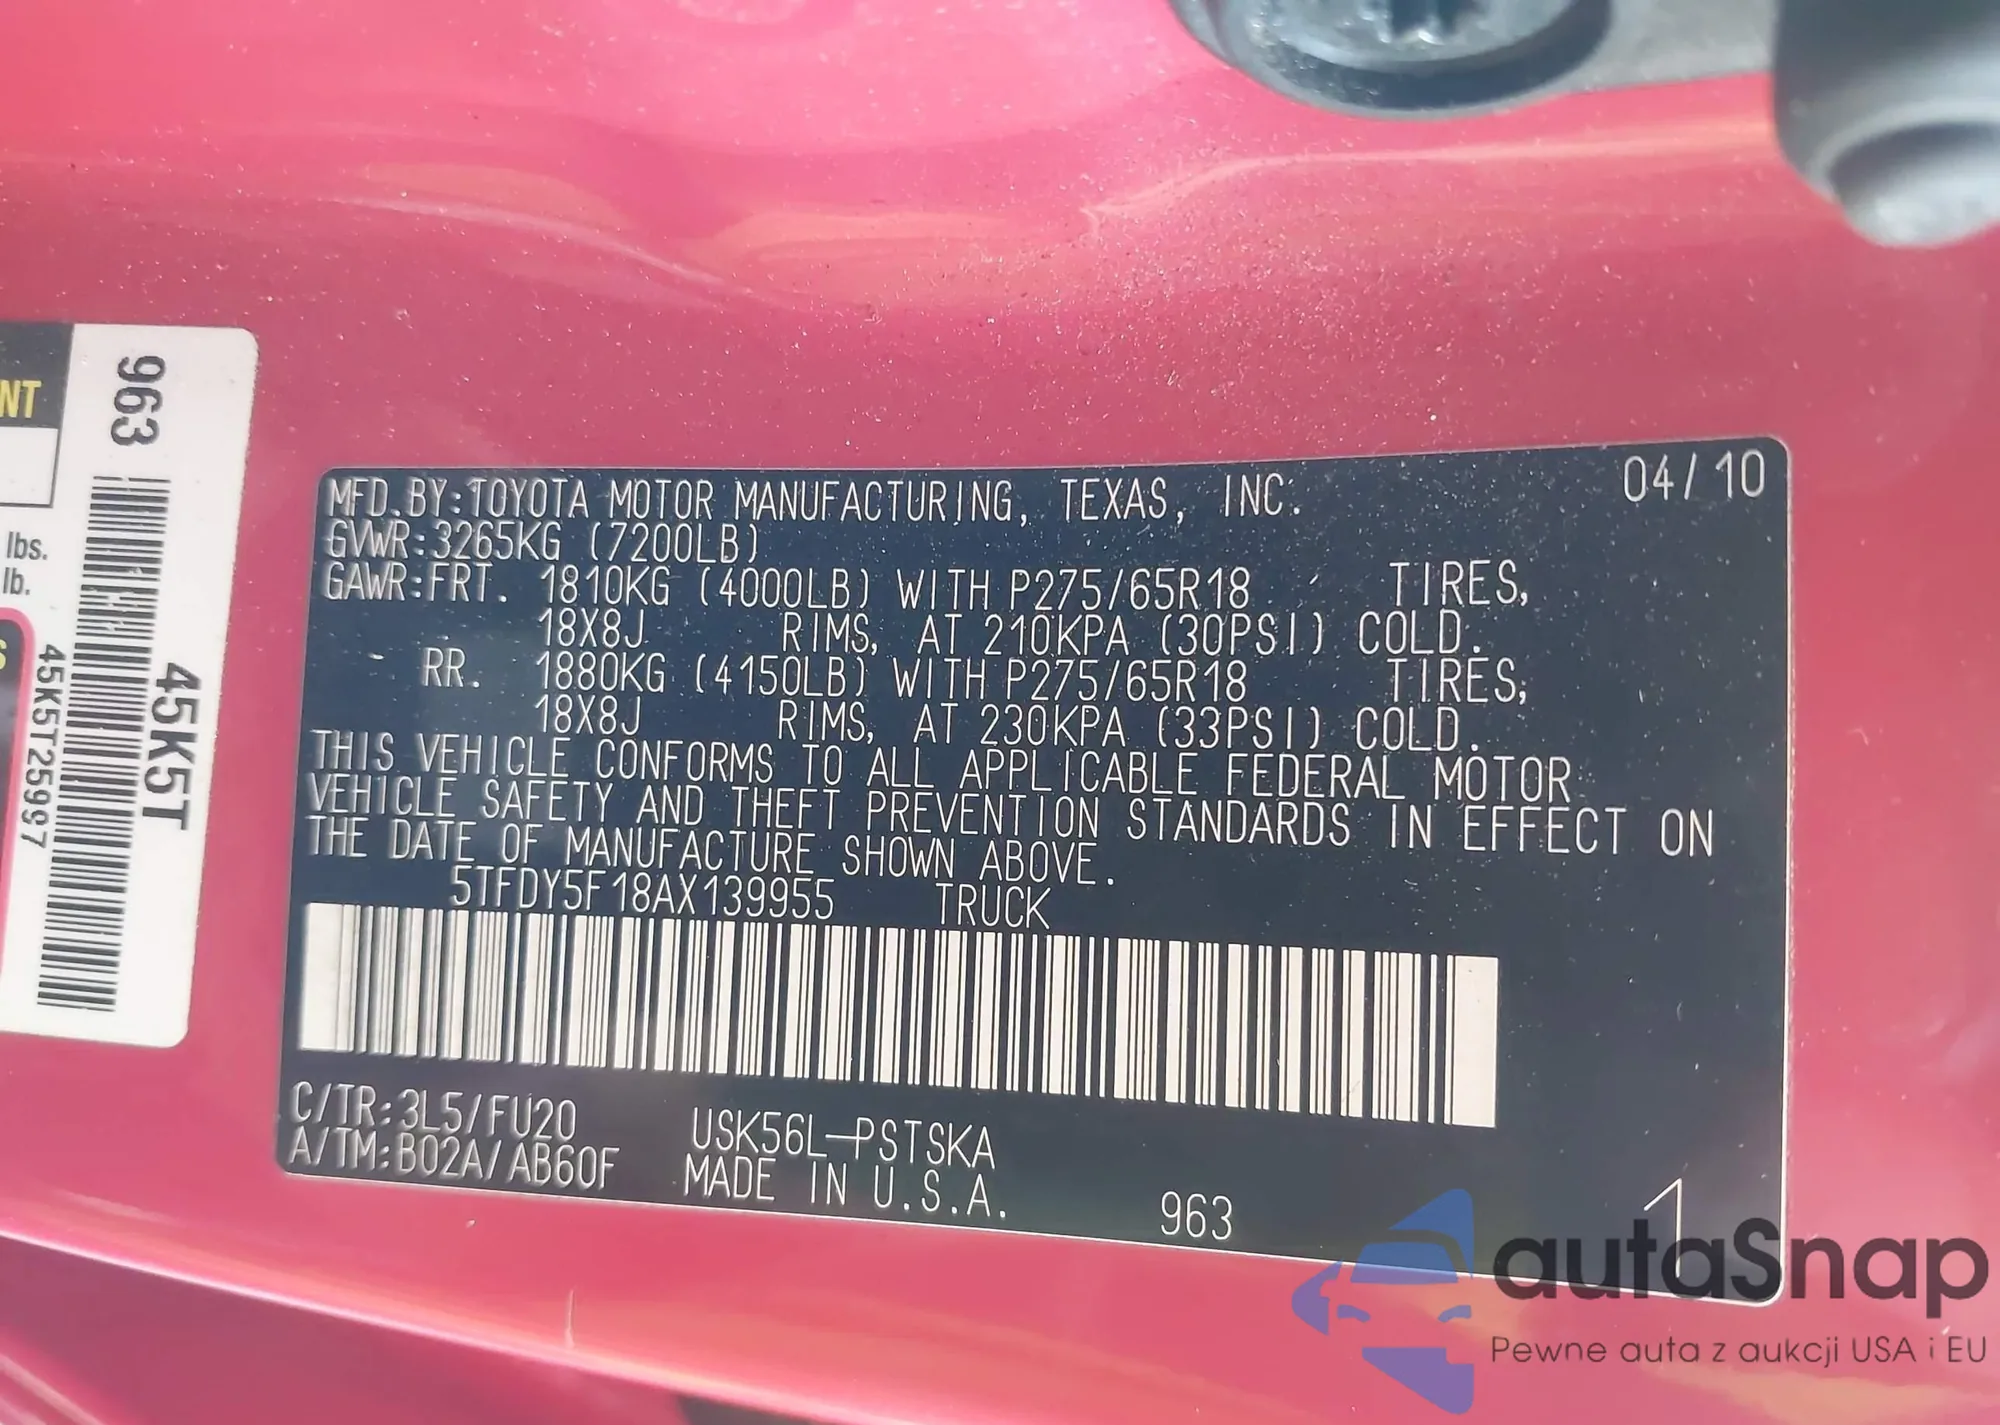 NT
lbs.
lb.
S
963
45K5T
45K5T25997
MFD.BY:TOYOTA MOTOR MANUFACTURING, TEXAS, INC. 04/10
GVWR:3265KG (7200LB)
GAWR:FRT. 1810KG (4000LB) WITH P275/65R18 TIRES,
18X8J RIMS, AT 210KPA (30PSI) COLD.
RR. 1880KG (4150LB) WITH P275/65R18 TIRES,
18X8J RIMS, AT 230KPA (33PSI) COLD.
THIS VEHICLE CONFORMS TO ALL APPLICABLE FEDERAL MOTOR
VEHICLE SAFETY AND THEFT PREVENTION STANDARDS IN EFFECT ON
THE DATE OF MANUFACTURE SHOWN ABOVE.
5TFDY5F18AX139955 TRUCK
C/TR:3L5/FU20 USK56L-PSTSKA
A/TM:B02A/AB60F MADE IN U.S.A. 963 1
autaSnap
Pewne auta z aukcji USA i EU